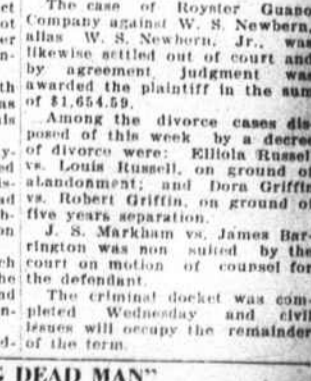 The case of Royster Guano
Company against W. S. Newbern,
alias W. S. Newbern, Jr., was
likewise settled out of court and
by agreement judgment was
awarded the plaintiff in the sum
of $1,654.59.
Among the divorce cases dis-
posed of this week by a decree
of divorce were: Elliola Russel
vs. Louis Russell, on ground of
abandonment; and Dora Griffin
vs. Robert Griffin, on ground of
five years separation.
J. S. Markham vs. James Bar-
rington was non suited by the
court on motion of counsel for
the defendant.
The criminal docket was com-
pleted Wednesday and civil
issues will occupy the remainder
of the term.
DEAD MAN"